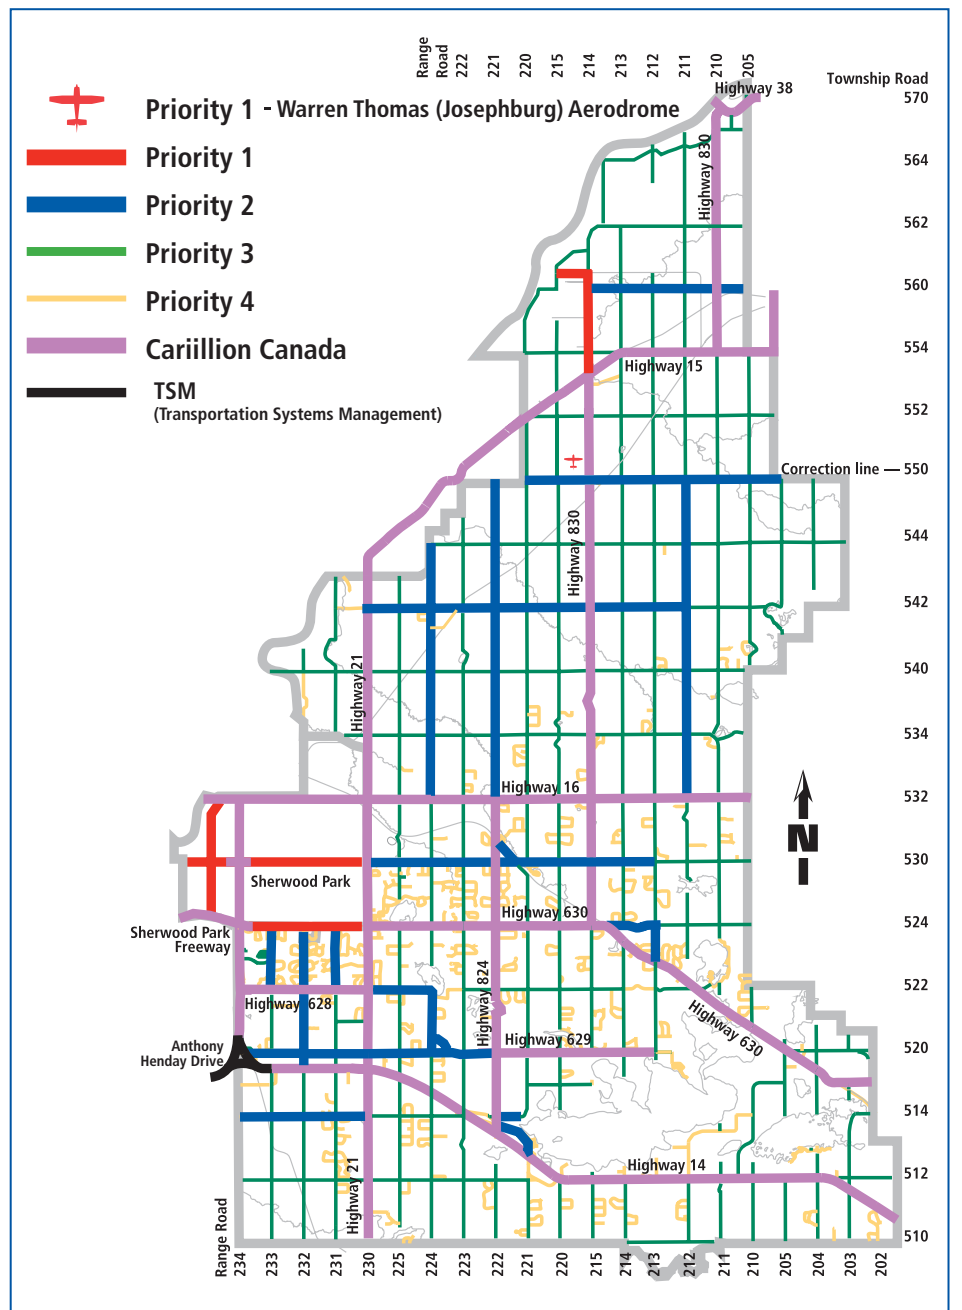 Range
Road
222
221
220
215
214
213
212
211
210
205
Township Road
Highway 38
570
Priority 1 - Warren Thomas (Josephburg) Aerodrome
Priority 1
Priority 2
Priority 3
Priority 4
Cariillion Canada
TSM
(Transportation Systems Management)
Highway 830
564
562
560
554
Highway 15
552
Correction line — 550
Highway 830
544
542
540
Highway 21
534
Highway 16
532
N
530
Sherwood Park
Highway 630
524
Sherwood Park
Freeway
Highway 824
522
Highway 628
Highway 630
Anthony
Henday Drive
Highway 629
520
514
Highway 14
512
Highway 21
510
Range Road
234
233
232
231
230
225
224
223
222
221
220
215
214
213
212
211
210
205
204
203
202